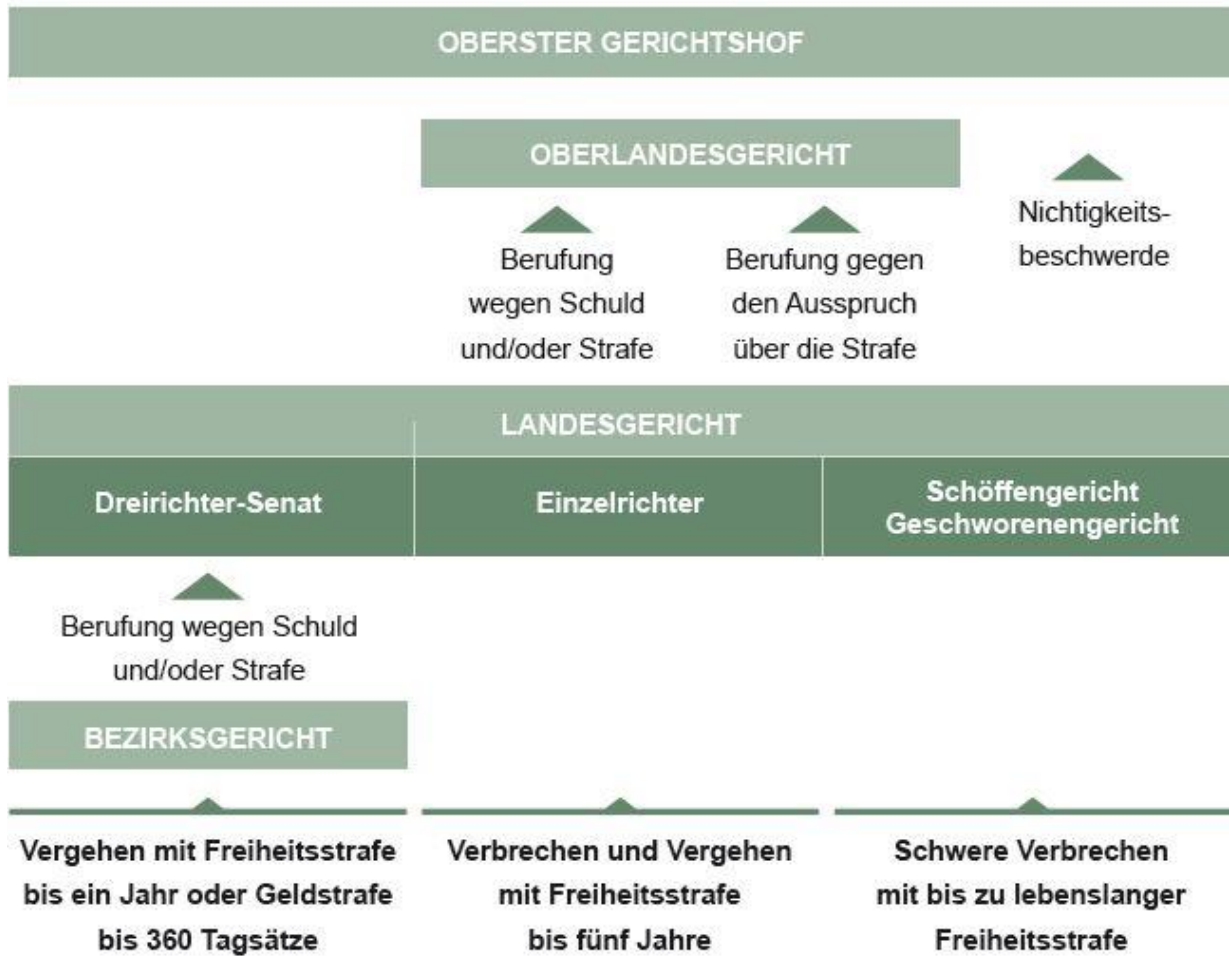 OBERSTER GERICHTSHOF
OBERLANDESGERICHT
Berufung
wegen Schuld
und/oder Strafe
Berufung gegen
den Ausspruch
über die Strafe
Nichtigkeits-
beschwerde
LANDESGERICHT
Dreirichter-Senat
Einzelrichter
Schöffengericht
Geschworenengericht
Berufung wegen Schuld
und/oder Strafe
BEZIRKSGERICHT
Vergehen mit Freiheitsstrafe
bis ein Jahr oder Geldstrafe
bis 360 Tagsätze
Verbrechen und Vergehen
mit Freiheitsstrafe
bis fünf Jahre
Schwere Verbrechen
mit bis zu lebenslanger
Freiheitsstrafe